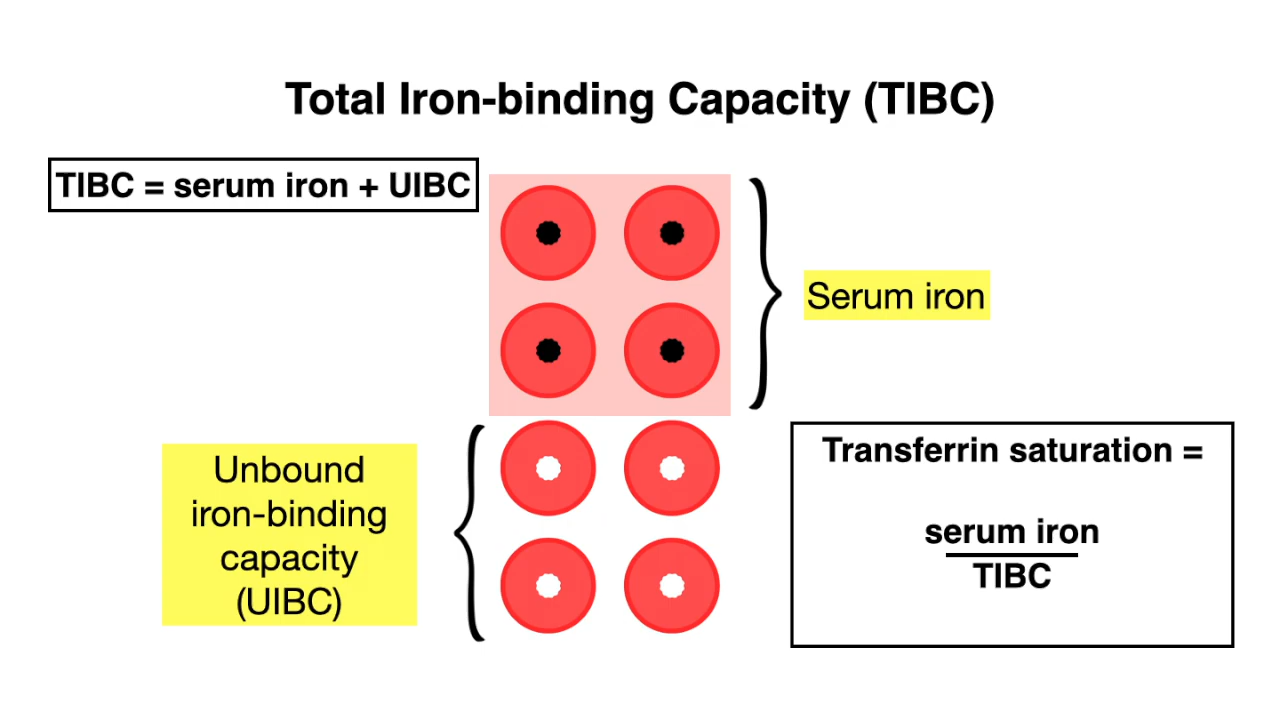 Total Iron-binding Capacity (TIBC)
TIBC = serum iron + UIBC
Serum iron
Unbound
iron-binding
capacity
(UIBC)
Transferrin saturation =
serum iron
TIBC